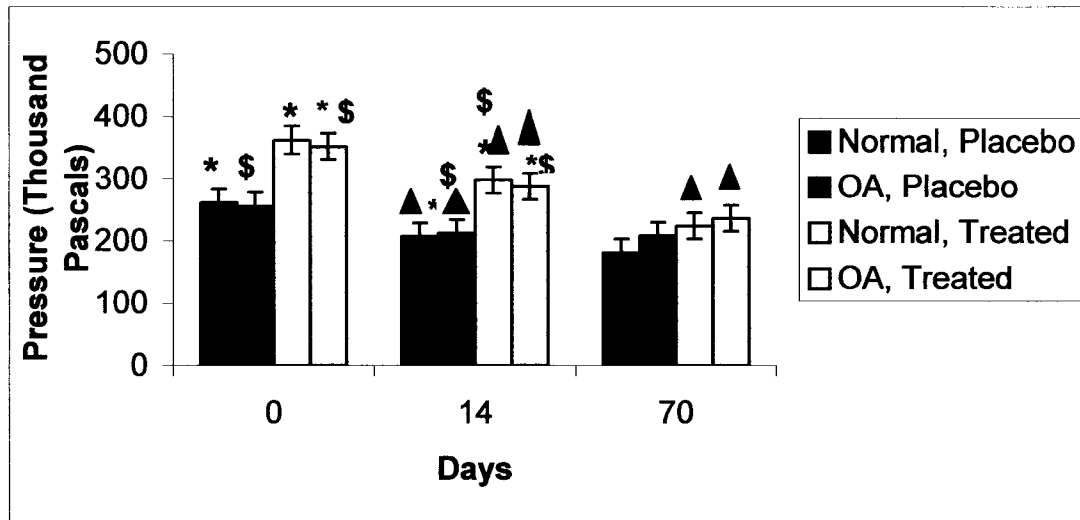 Pressure (Thousand
Pascals)
500
400
300
200
100
0
* $ * * $
▲ * $ ▲ $ * ▲ ▲ *$
▲ ▲
0 14 70
Days
Normal, Placebo
OA, Placebo
Normal, Treated
OA, Treated